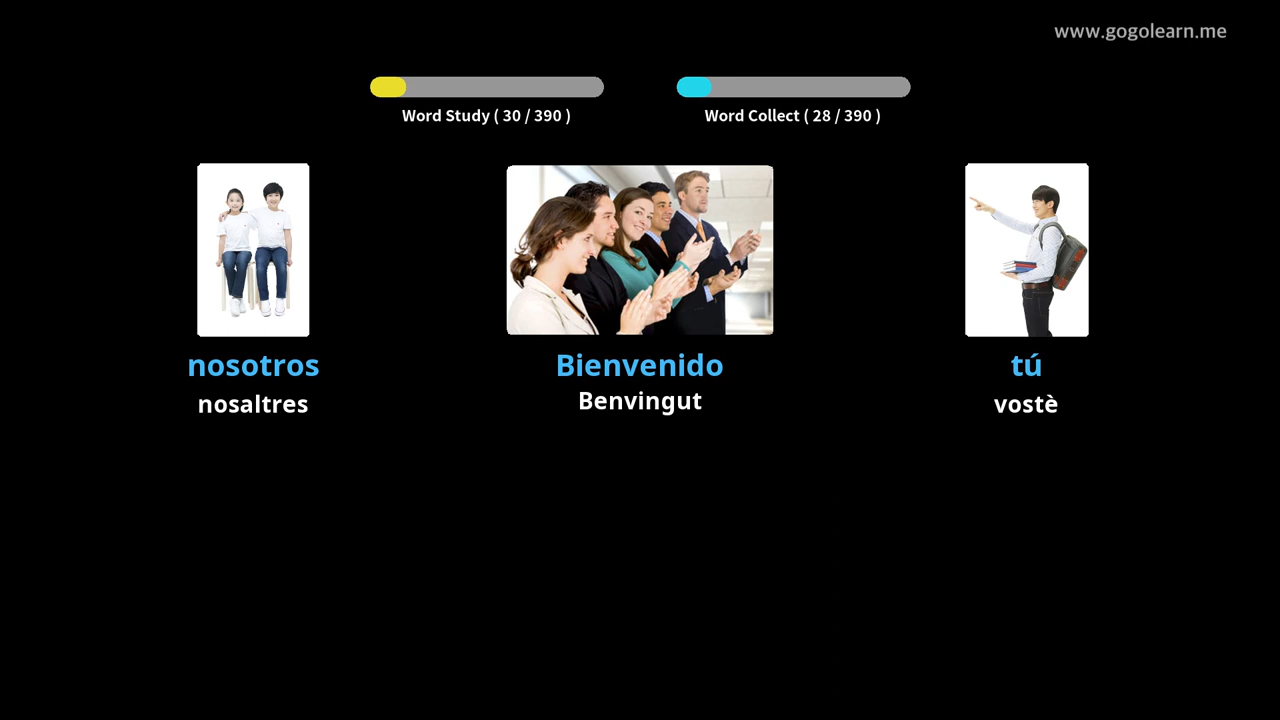 www.gogolearn.me
Word Study ( 30 / 390 )
Word Collect ( 28 / 390 )
nosotros
nosaltres
Bienvenido
Benvingut
tú
vostè